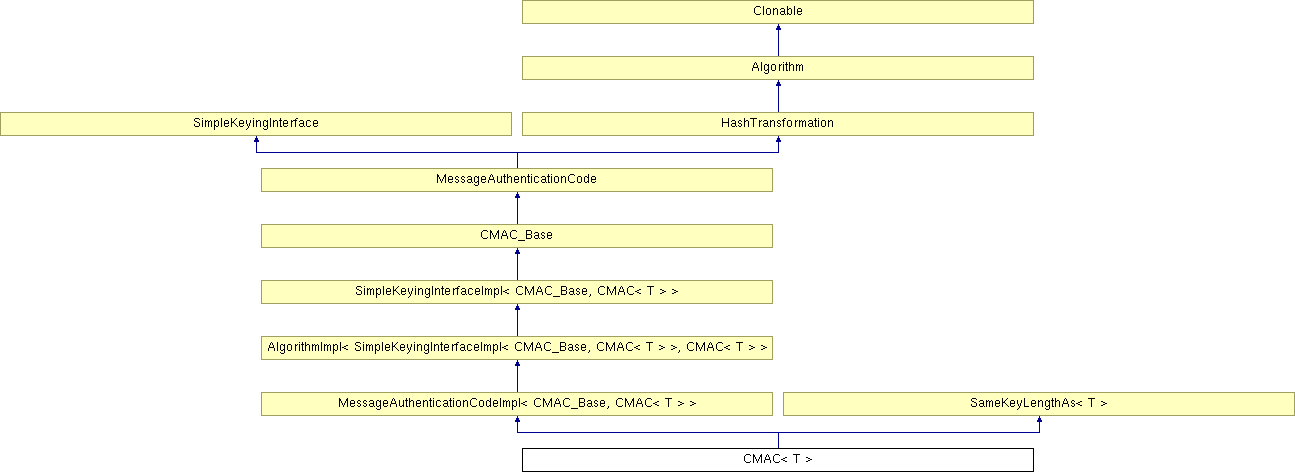 Clonable
Algorithm
SimpleKeyingInterface
HashTransformation
MessageAuthenticationCode
CMAC_Base
SimpleKeyingInterfaceImpl< CMAC_Base, CMAC< T > >
AlgorithmImpl< SimpleKeyingInterfaceImpl< CMAC_Base, CMAC< T > >, CMAC< T > >
MessageAuthenticationCodeImpl< CMAC_Base, CMAC< T > >
SameKeyLengthAs< T >
CMAC< T >